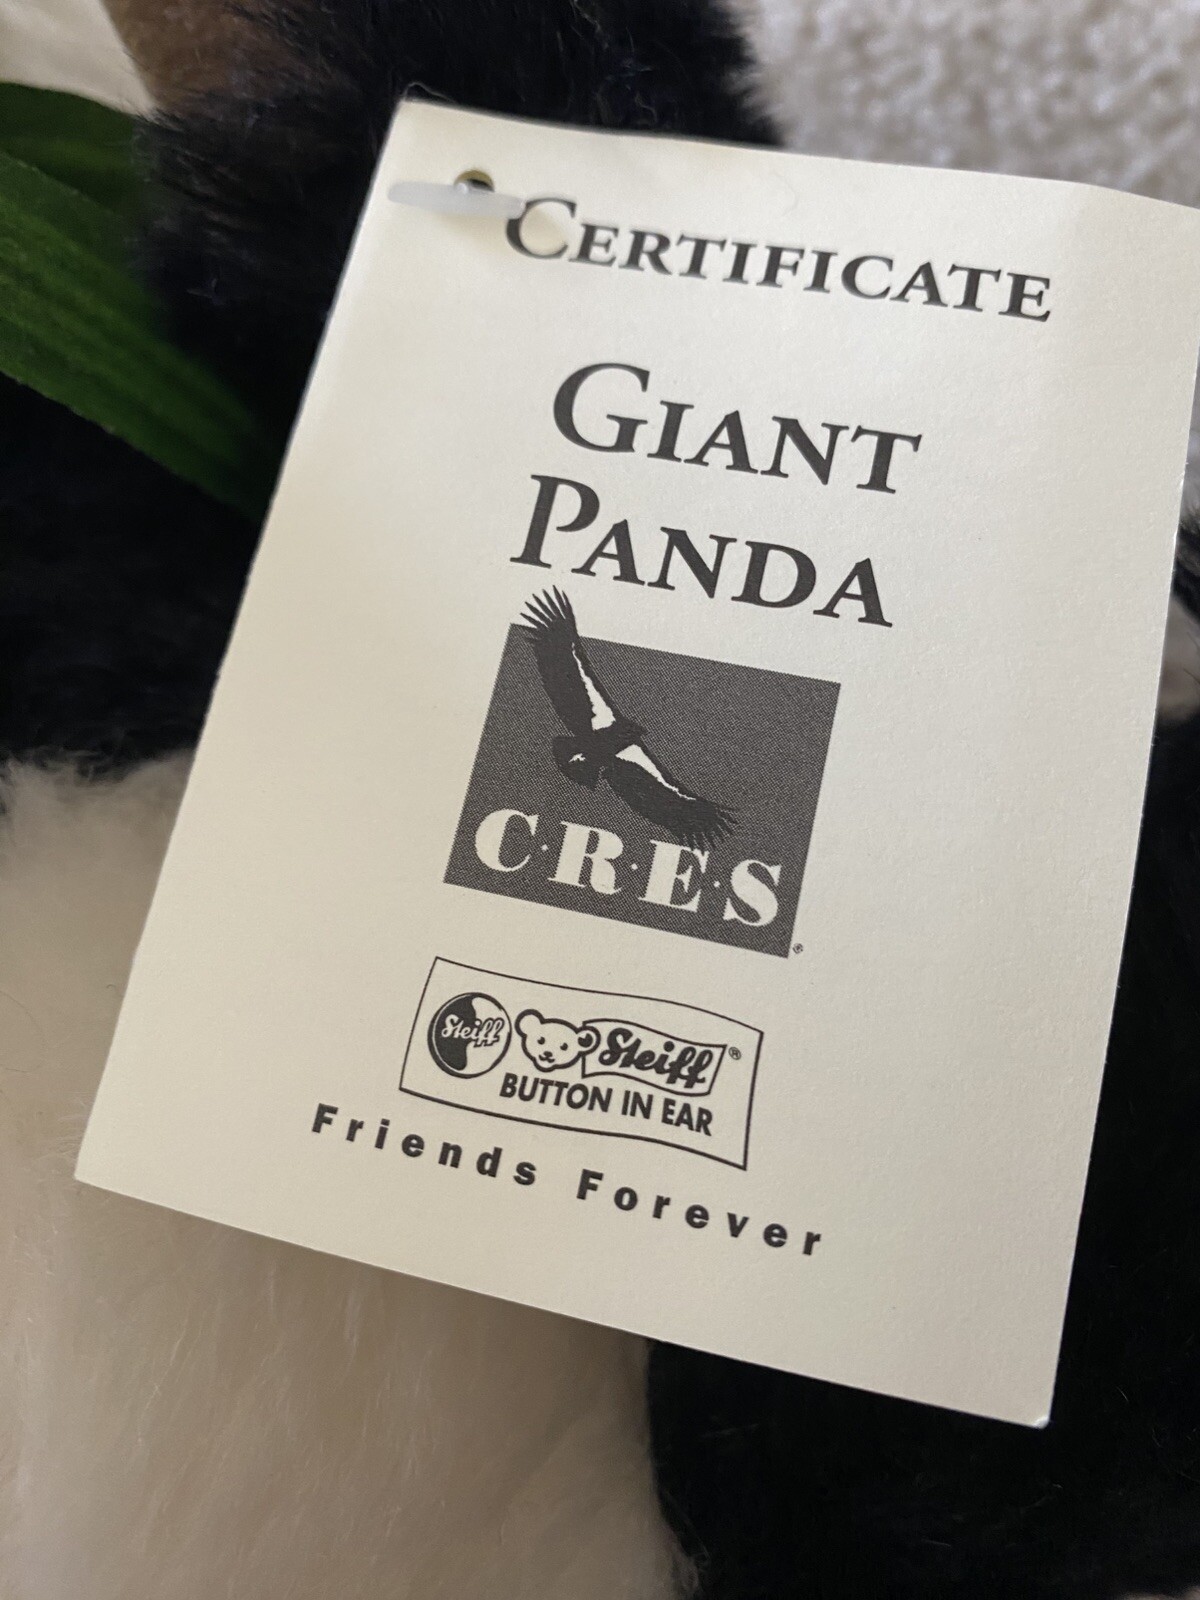 CERTIFICATE
GIANT
PANDA
C·R·E·S®
Steiff Steiff®
BUTTON IN EAR
Friends Forever